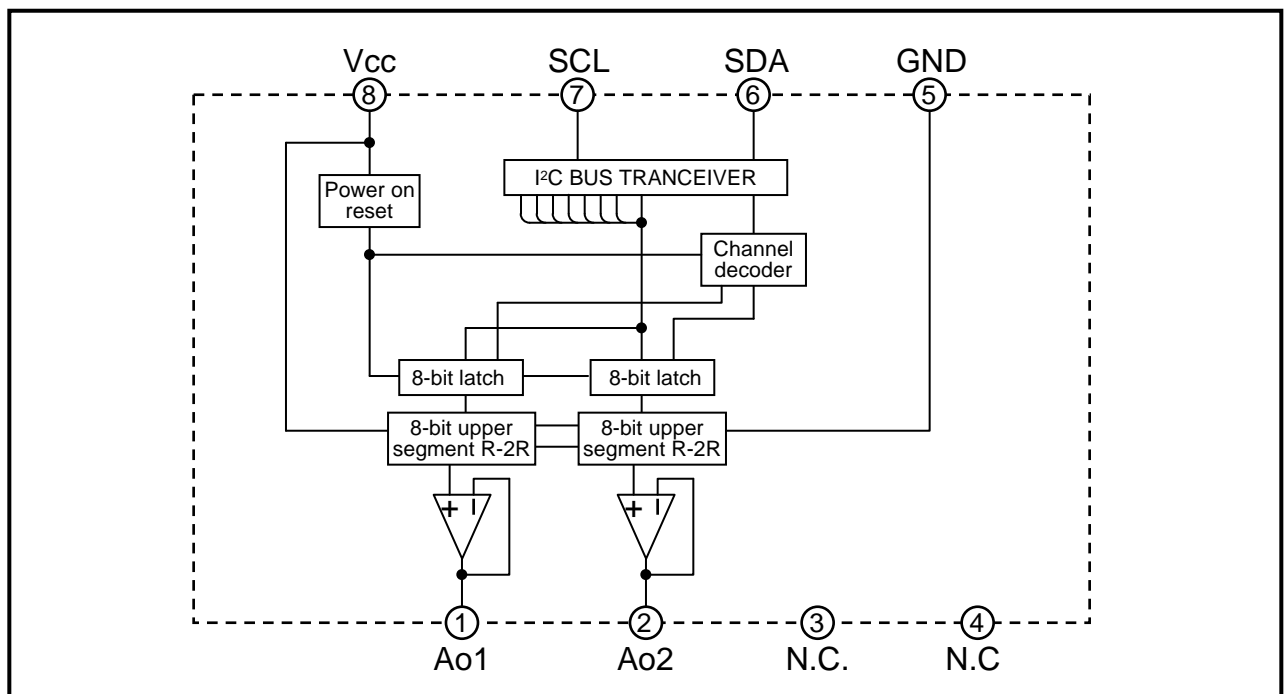 Vcc SCL SDA GND
8 7 6 5
I²C BUS TRANCEIVER
Power on
reset
Channel
decoder
8-bit latch 8-bit latch
8-bit upper
segment R-2R
8-bit upper
segment R-2R
+ − + −
1 2 3 4
Ao1 Ao2 N.C. N.C